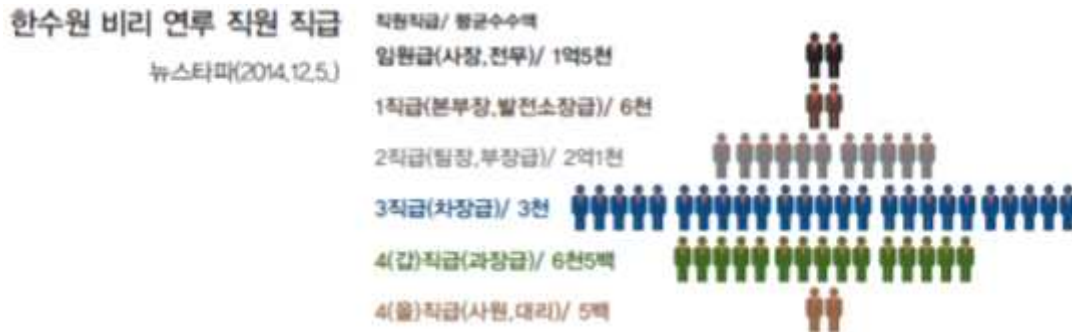 한수원 비리 연루 직원 직급
뉴스타파(2014.12.5.)
직원직급/ 평균수수액
임원급(사장,전무)/ 1억5천
1직급(본부장,발전소장급)/ 6천
2직급(팀장,부장급)/ 2억1천
3직급(차장급)/ 3천
4(갑)직급(과장급)/ 6천5백
4(을)직급(사원,대리)/ 5백